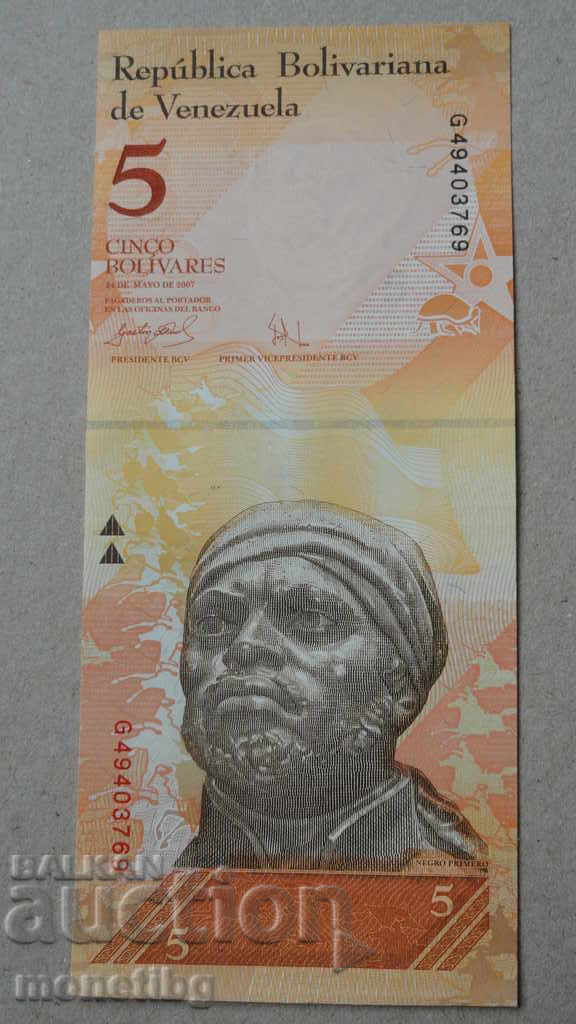 República Bolivariana
de Venezuela
G49403769
5
CINCO
BOLÍVARES
24 DE MAYO DE 2007
PAGADEROS AL PORTADOR
EN LAS OFICINAS DEL BANCO
PRESIDENTE BCV
PRIMER VICEPRESIDENTE BCV
G49403769
NEGRO PRIMERO
5
5
BALKAN
auction
monetibg